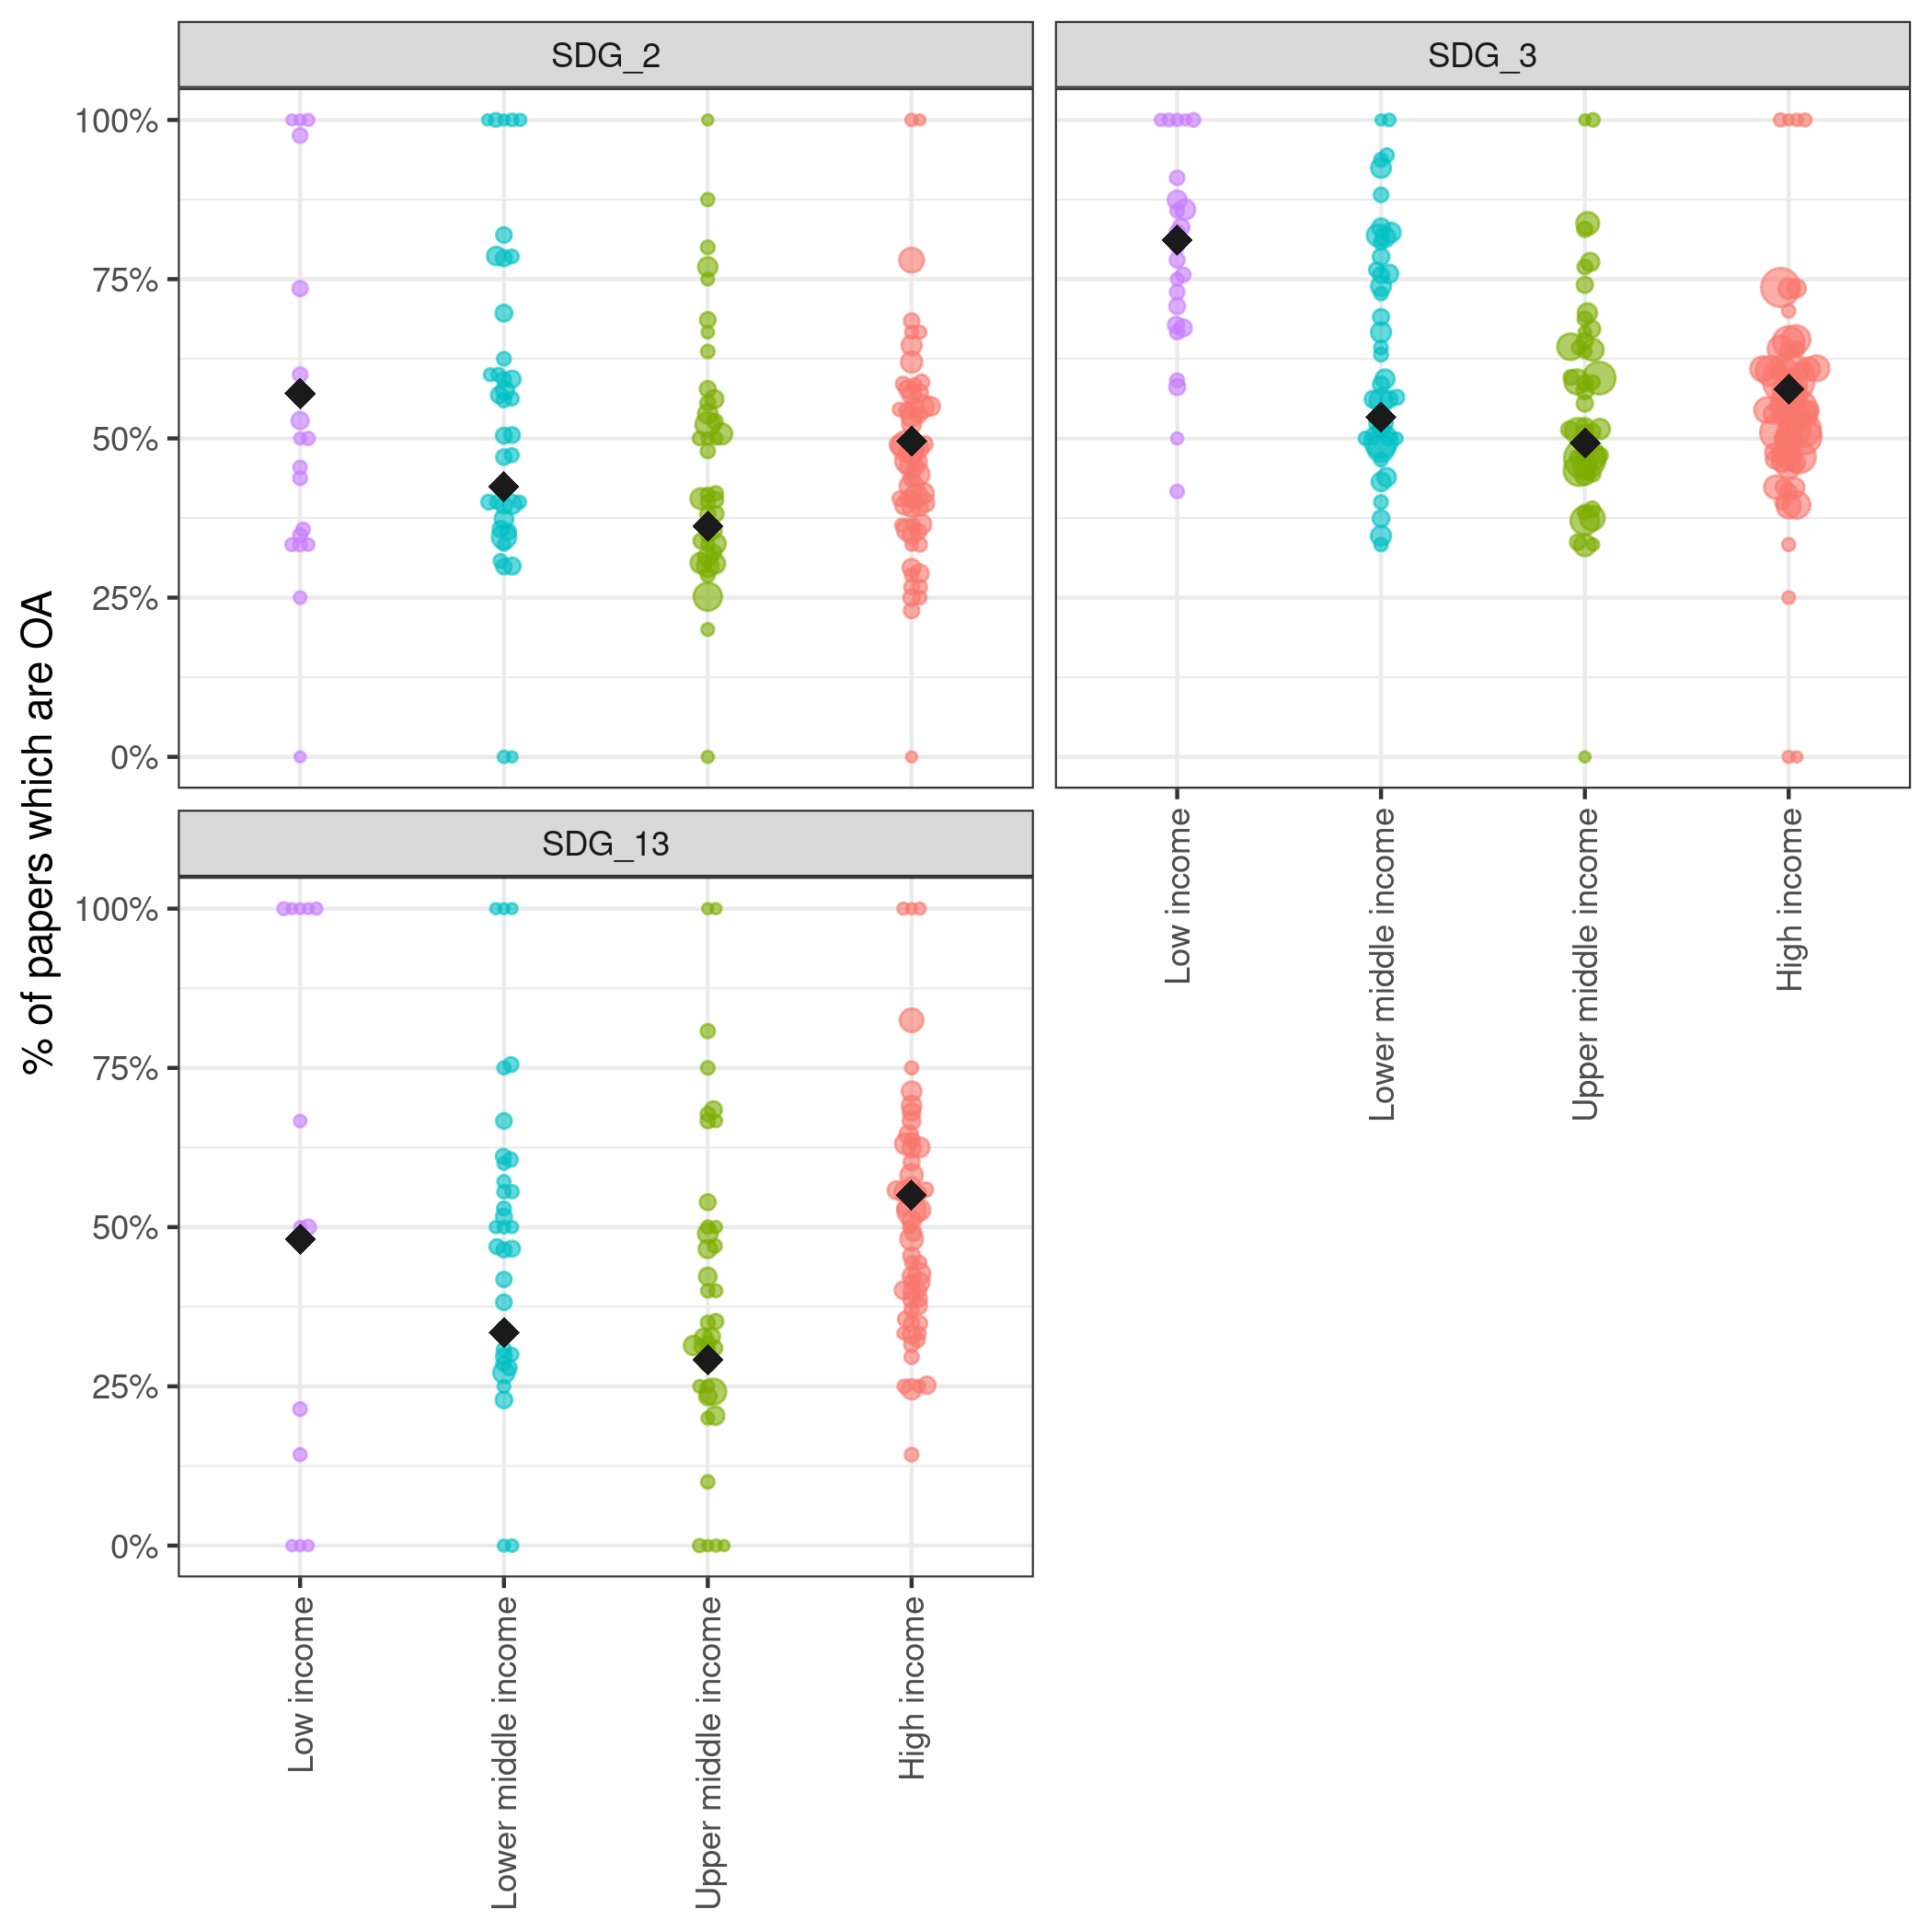 SDG_2
SDG_3
100%
75%
50%
25%
0%
% of papers which are OA
Low income
Lower middle income
Upper middle income
High income
SDG_13
100%
75%
50%
25%
0%
Low income
Lower middle income
Upper middle income
High income